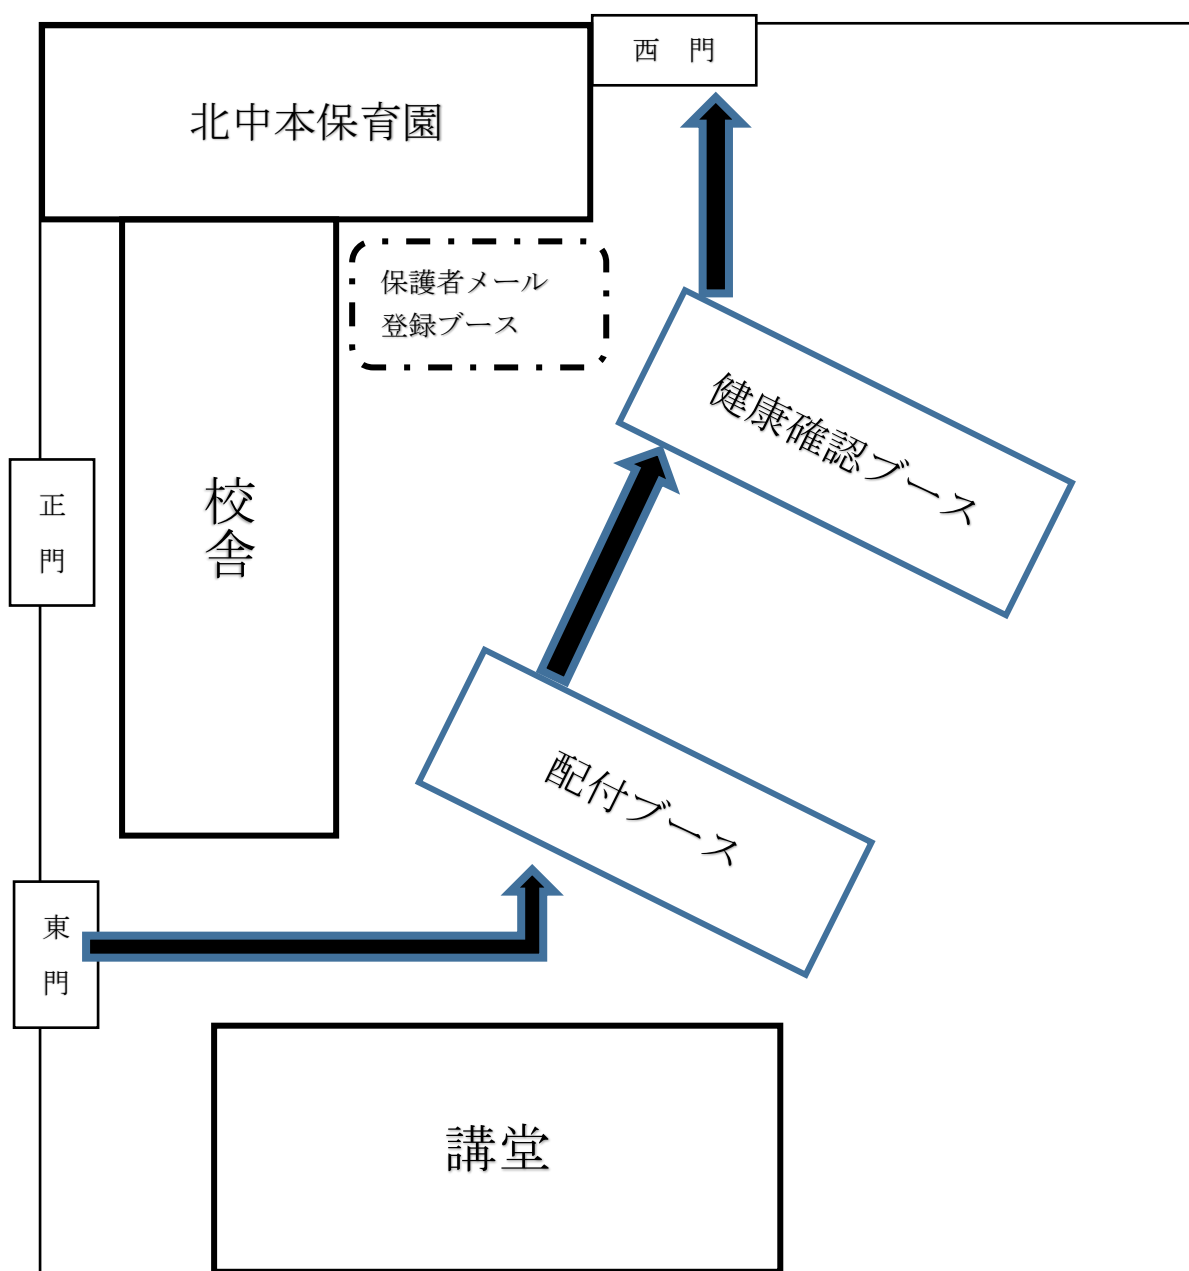 西 門
北中本保育園
保護者メール
登録ブース
健康確認ブース
正門
校舎
配付ブース
東門
講堂